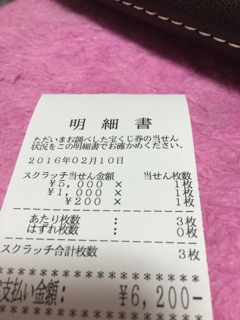 明細書
ただいまお調べした宝くじ券の当せん
状況をこの明細書でお確かめください。
2016年02月10日
スクラッチ当せん金額 当せん枚数
¥5,000 × 1枚
¥1,000 × 1枚
¥200 × 1枚
あたり枚数 : 3枚
はずれ枚数 : 0枚
スクラッチ合計枚数 3枚
支払い金額: ¥6,200-